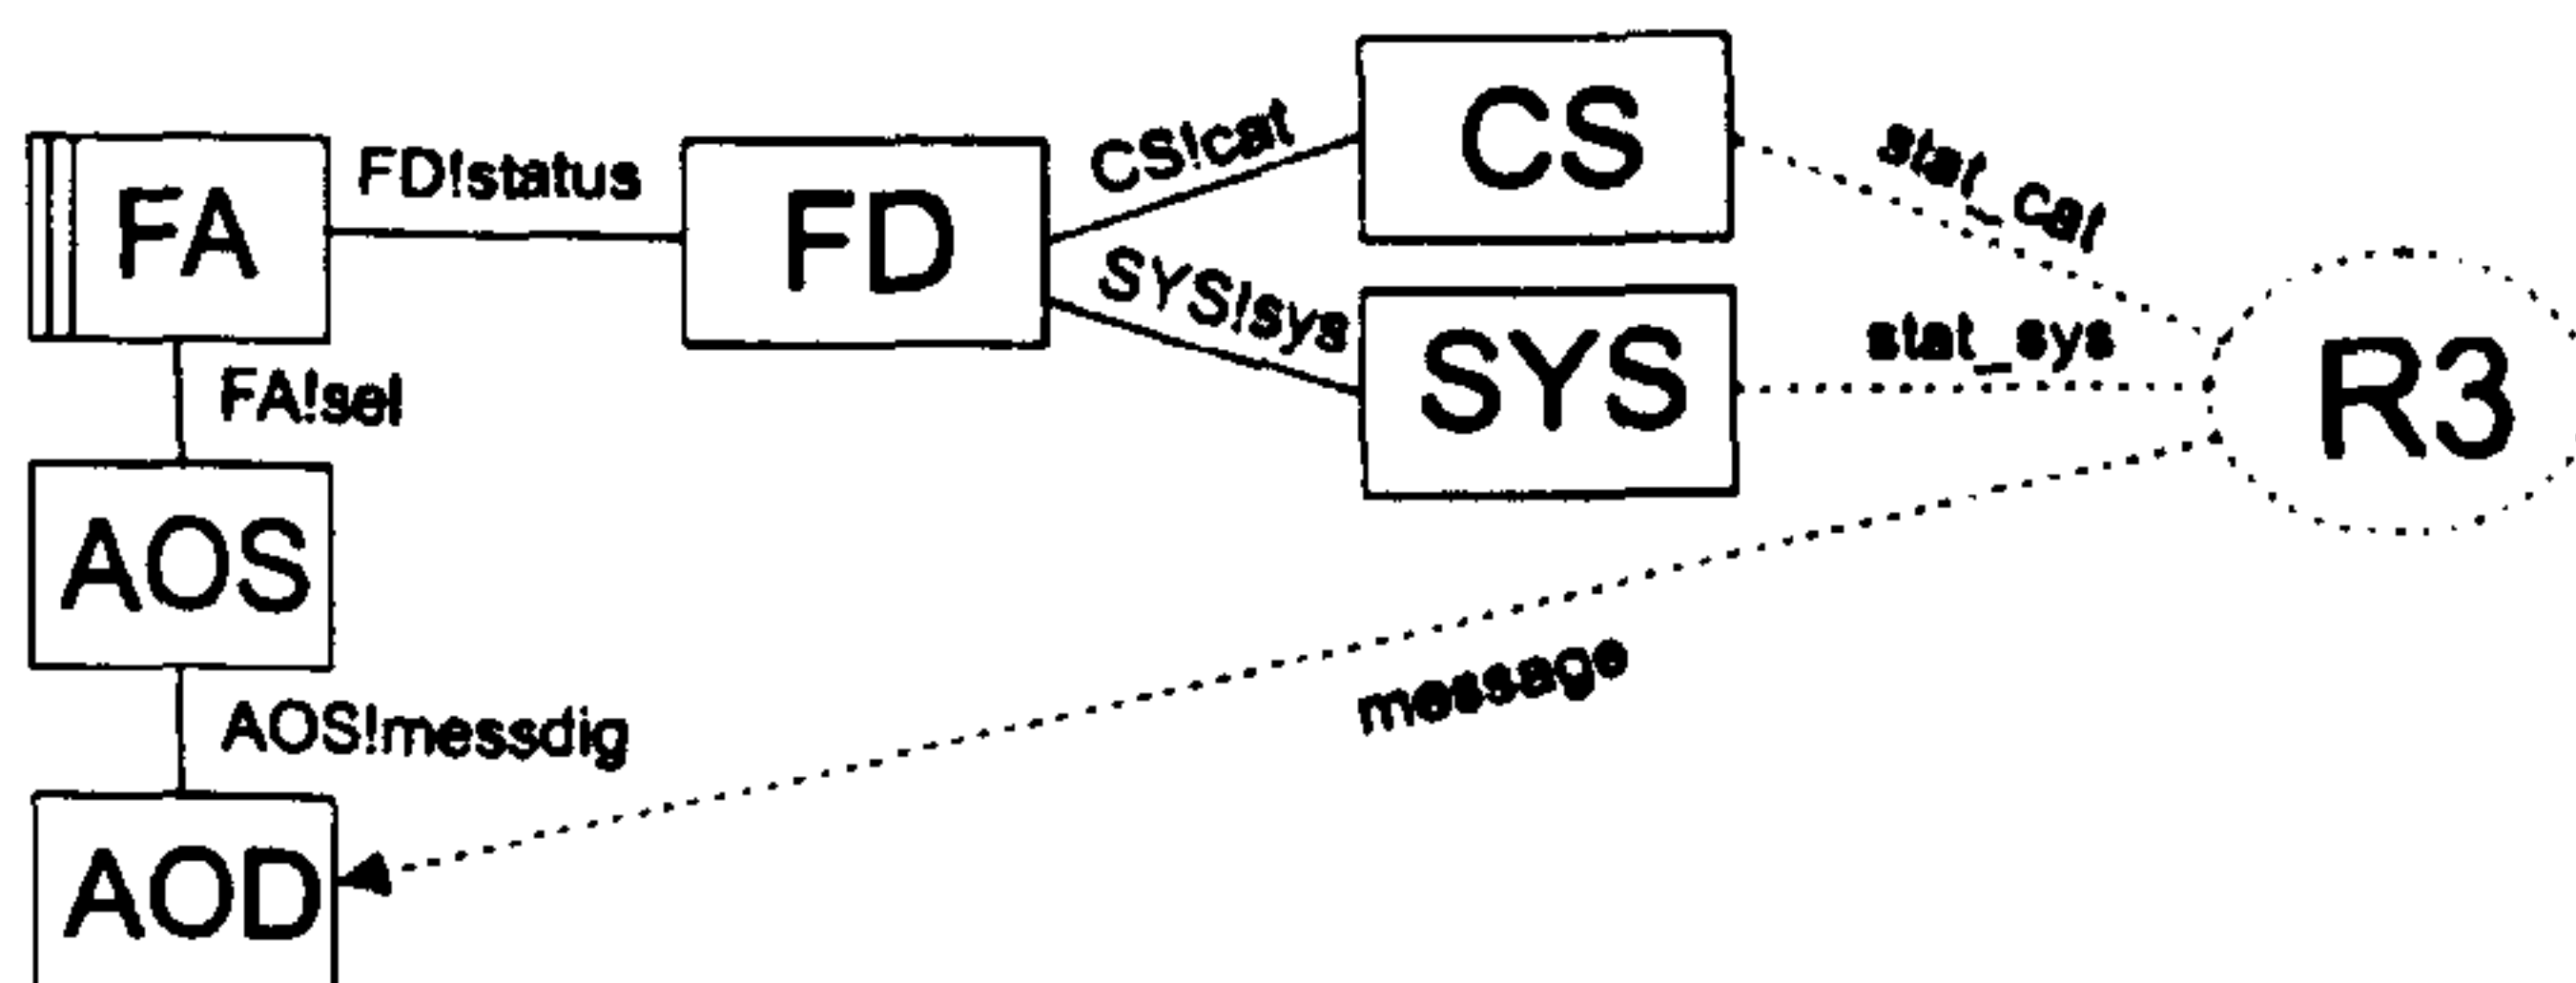 CS
CS!cat
stat_cat
FA
FD!status
FD
SYS!sys
SYS
stat_sys
R3
FA!sel
AOS
AOS!messdig
message
AOD